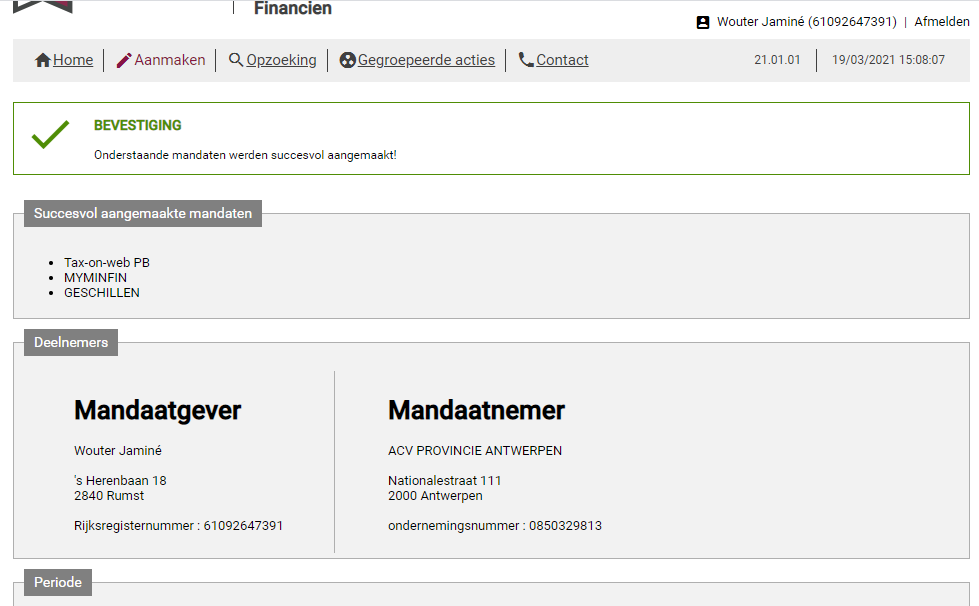 Financien
Wouter Jaminé (61092647391) | Afmelden
Home Aanmaken Opzoeking Gegroepeerde acties Contact 21.01.01 19/03/2021 15:08:07
BEVESTIGING
Onderstaande mandaten werden succesvol aangemaakt!
Succesvol aangemaakte mandaten
• Tax-on-web PB
• MYMINFIN
• GESCHILLEN
Deelnemers
Mandaatgever
Wouter Jaminé
's Herenbaan 18
2840 Rumst
Rijksregisternummer : 61092647391
Mandaatnemer
ACV PROVINCIE ANTWERPEN
Nationalestraat 111
2000 Antwerpen
ondernemingsnummer : 0850329813
Periode